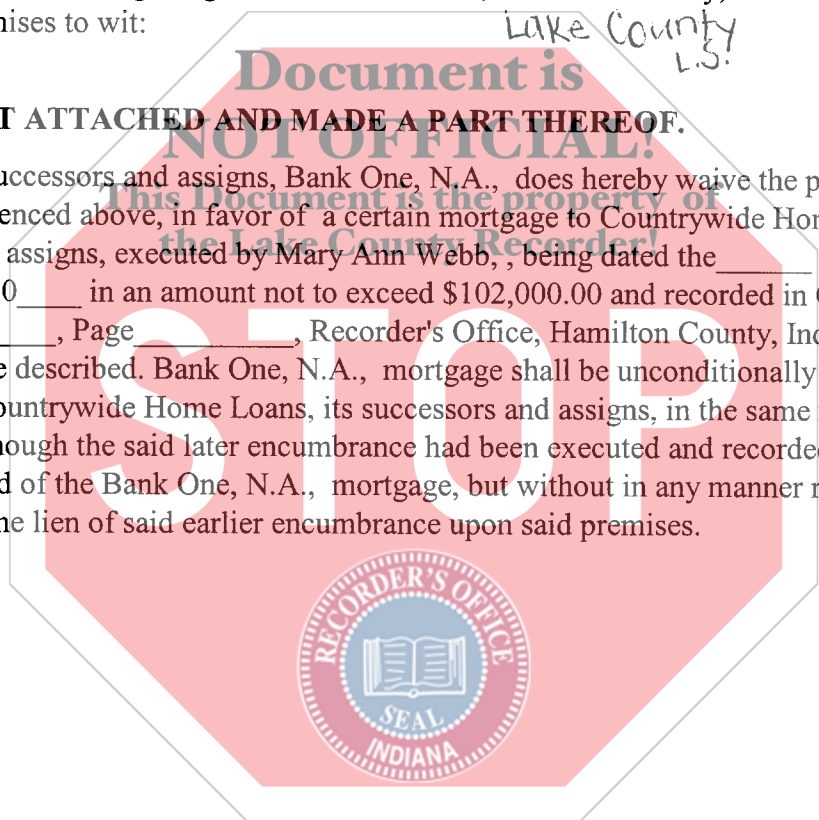 mises to wit:
Lake County
L.S.
Document is
NOT OFFICIAL!
This Document is the property of
the Lake County Recorder!
T ATTACHED AND MADE A PART THEREOF.
uccessors and assigns, Bank One, N.A., does hereby waive the p
enced above, in favor of a certain mortgage to Countrywide Hom
assigns, executed by Mary Ann Webb, , being dated the______
0____ in an amount not to exceed $102,000.00 and recorded in
____, Page__________, Recorder's Office, Hamilton County, Ind
e described. Bank One, N.A., mortgage shall be unconditionally
ountrywide Home Loans, its successors and assigns, in the same
hough the said later encumbrance had been executed and recorded
d of the Bank One, N.A., mortgage, but without in any manner r
he lien of said earlier encumbrance upon said premises.
STOP
RECORDER'S OFFICE
SEAL
INDIANA